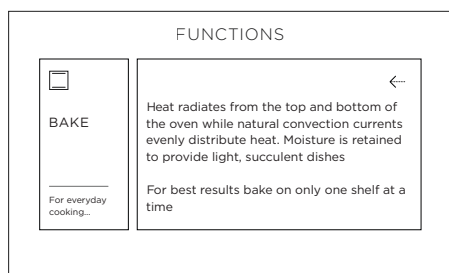 FUNCTIONS
BAKE
For everyday
cooking...
Heat radiates from the top and bottom of
the oven while natural convection currents
evenly distribute heat. Moisture is retained
to provide light, succulent dishes
For best results bake on only one shelf at a
time